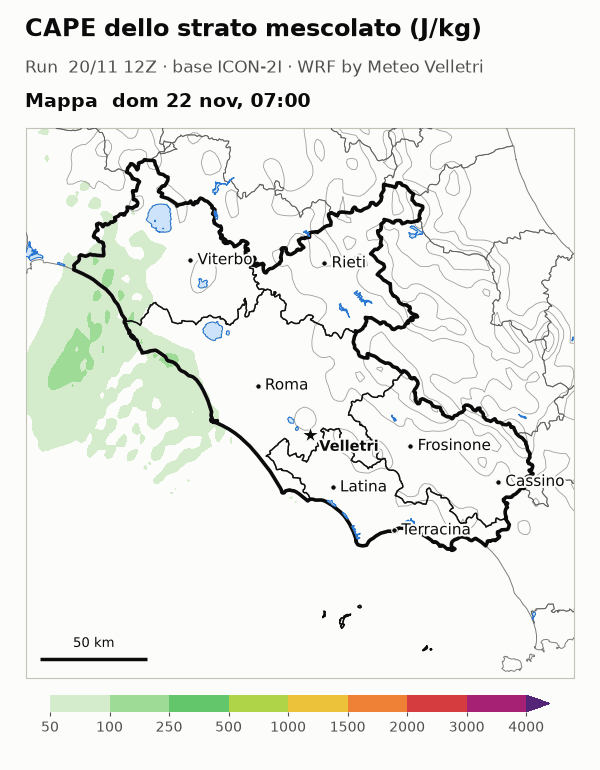 CAPE dello strato mescolato (J/kg)
Run  20/11 12Z · base ICON-2I · WRF by Meteo Velletri
Mappa  dom 22 nov, 07:00
Viterbo
Rieti
Roma
Velletri
Frosinone
Cassino
Latina
Terracina
50 km
50 100 250 500 1000 1500 2000 3000 4000